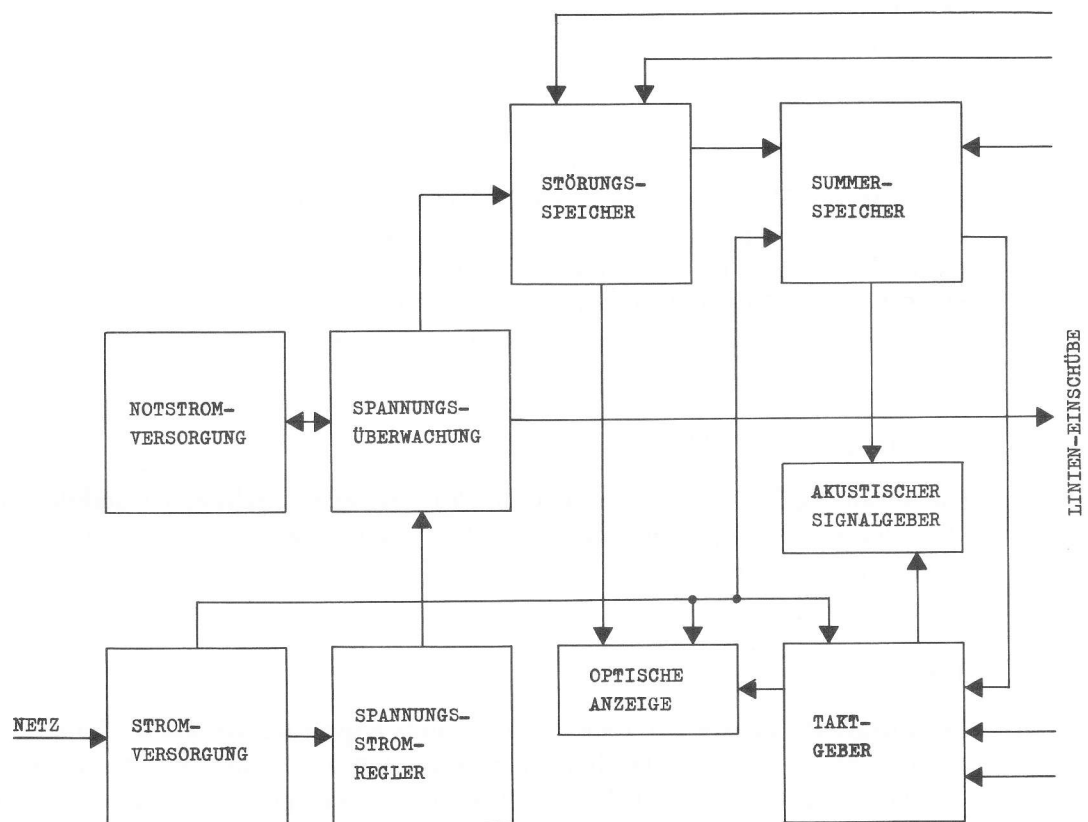 STÖRUNGS-
SPEICHER
SUMMER-
SPEICHER
NOTSTROM-
VERSORGUNG
SPANNUNGS-
ÜBERWACHUNG
LINIEN-EINSCHÜBE
AKUSTISCHER
SIGNALGEBER
NETZ
STROM-
VERSORGUNG
SPANNUNGS-
STROM-
REGLER
OPTISCHE
ANZEIGE
TAKT-
GEBER